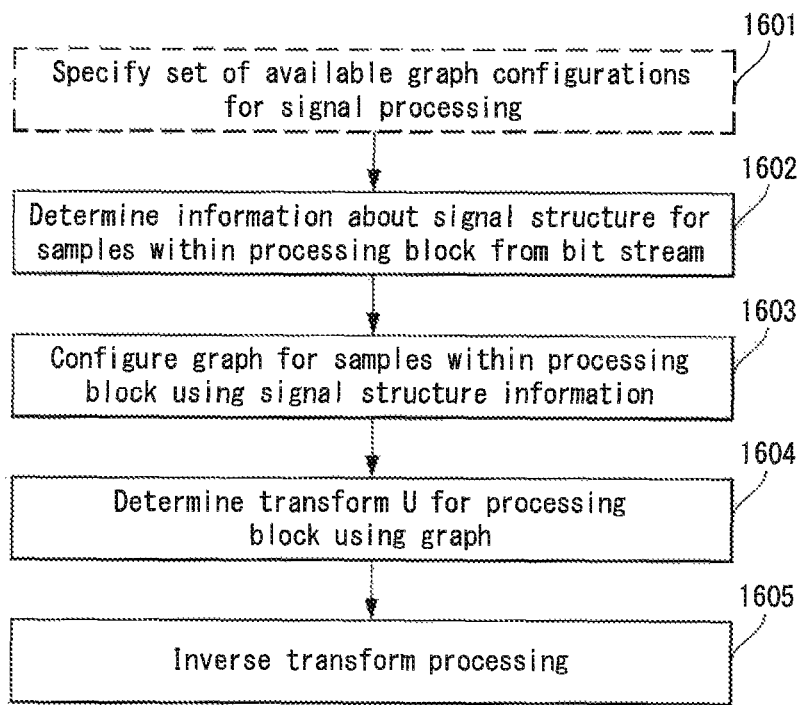 1601
Specify set of available graph configurations
for signal processing
1602
Determine information about signal structure for
samples within processing block from bit stream
1603
Configure graph for samples within processing
block using signal structure information
1604
Determine transform U for processing
block using graph
1605
Inverse transform processing